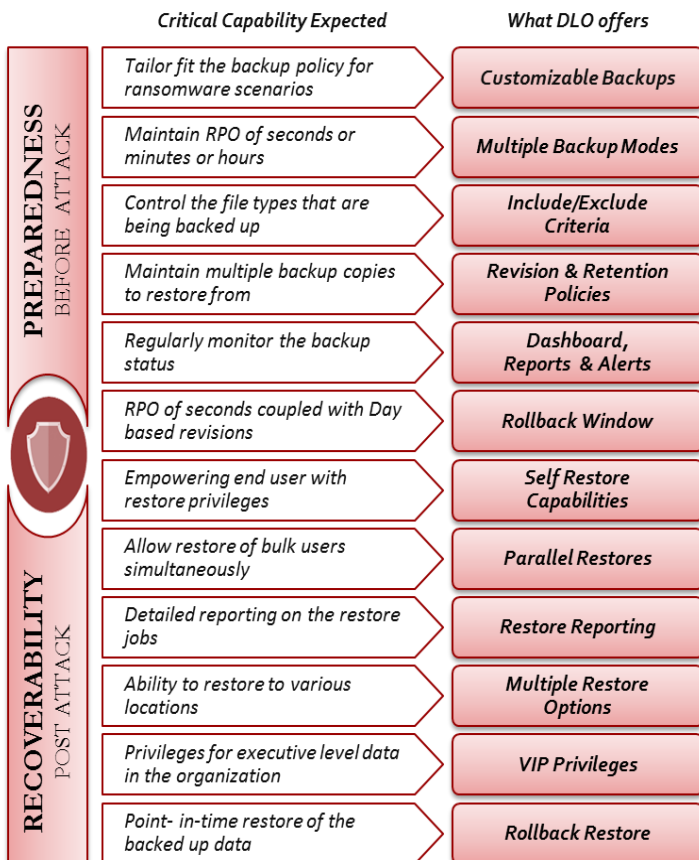 Critical Capability Expected
What DLO offers
PREPAREDNESS
BEFORE ATTACK
Tailor fit the backup policy for
ransomware scenarios
Customizable Backups
Maintain RPO of seconds or
minutes or hours
Multiple Backup Modes
Control the file types that are
being backed up
Include/Exclude
Criteria
Maintain multiple backup copies
to restore from
Revision & Retention
Policies
Regularly monitor the backup
status
Dashboard,
Reports & Alerts
RPO of seconds coupled with Day
based revisions
Rollback Window
RECOVERABILITY
POST ATTACK
Empowering end user with
restore privileges
Self Restore
Capabilities
Allow restore of bulk users
simultaneously
Parallel Restores
Detailed reporting on the restore
jobs
Restore Reporting
Ability to restore to various
locations
Multiple Restore
Options
Privileges for executive level data
in the organization
VIP Privileges
Point- in-time restore of the
backed up data
Rollback Restore